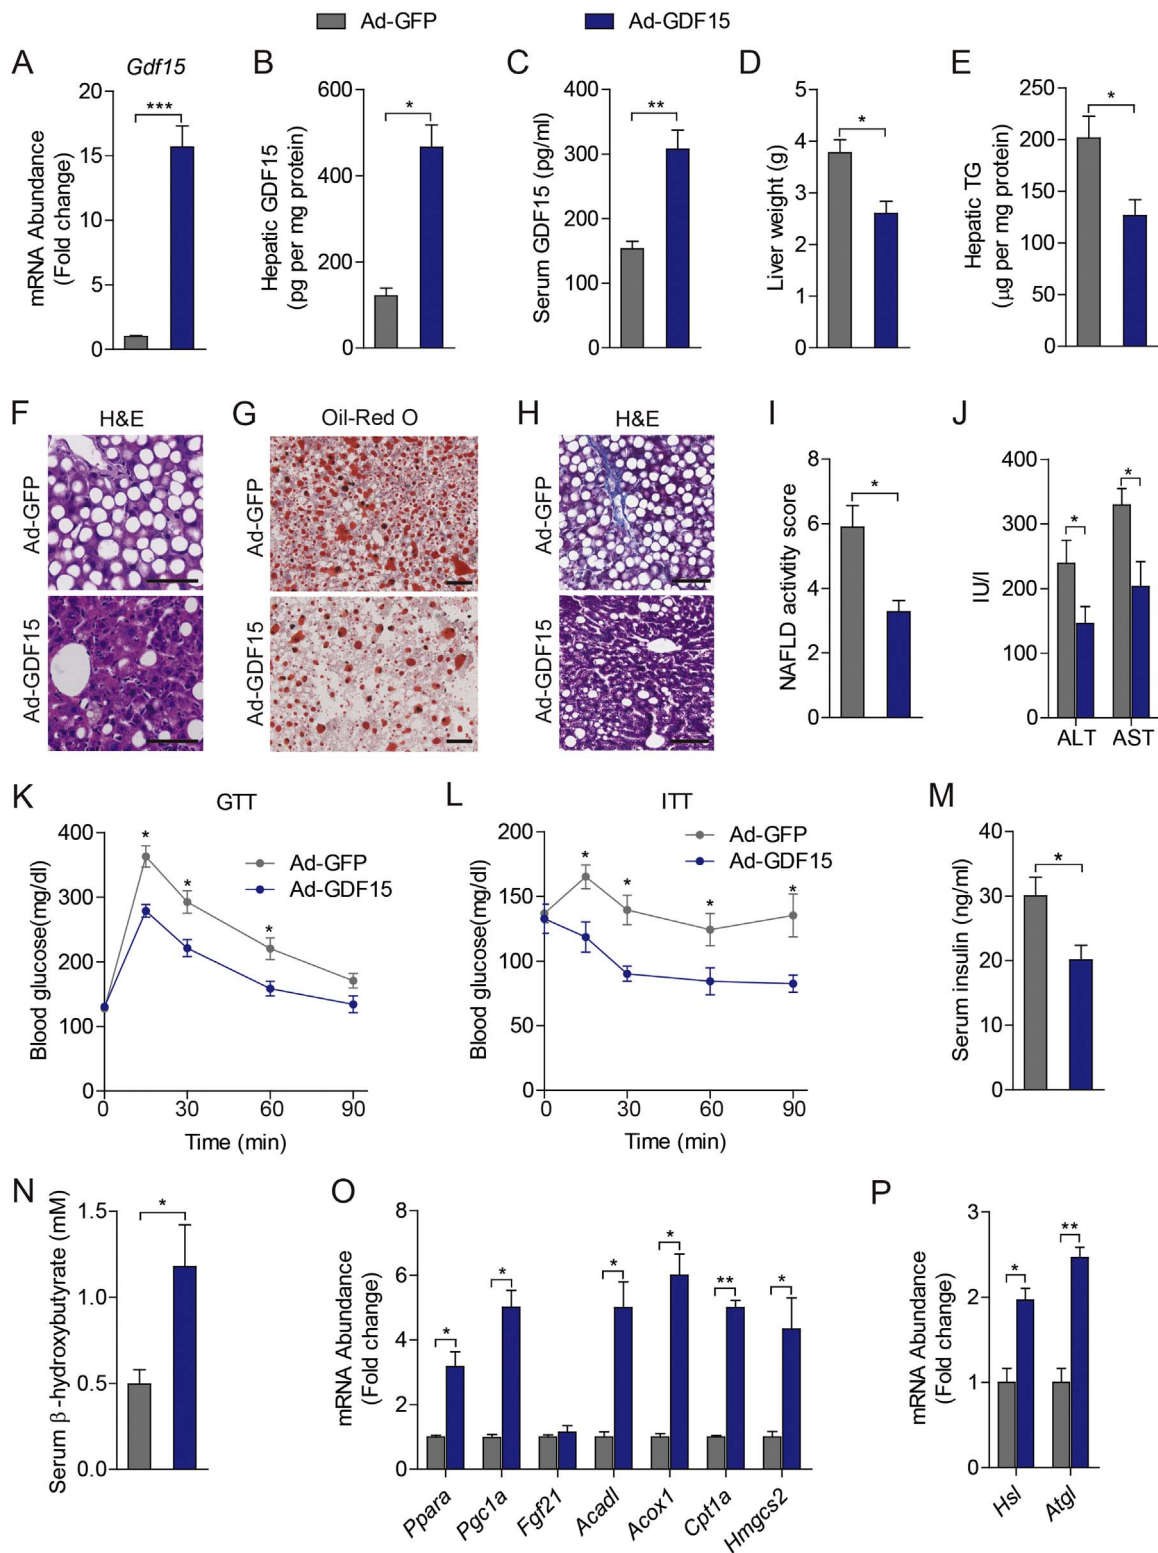 Ad-GFP
Ad-GDF15
A
Gdf15
mRNA Abundance
(Fold change)
20
15
10
5
0
***
B
Hepatic GDF15
(pg per mg protein)
600
400
200
0
*
C
Serum GDF15 (pg/ml)
400
300
200
100
0
**
D
Liver weight (g)
5
4
3
2
1
0
*
E
Hepatic TG
(μg per mg protein)
250
200
150
100
50
0
*
F
H&E
Ad-GFP
Ad-GDF15
G
Oil-Red O
Ad-GFP
Ad-GDF15
H
H&E
Ad-GFP
Ad-GDF15
I
NAFLD activity score
8
6
4
2
0
*
J
IU/l
400
300
200
100
0
*
*
ALT
AST
K
GTT
Blood glucose(mg/dl)
400
300
200
100
0
*
*
*
Ad-GFP
Ad-GDF15
0
30
60
90
Time (min)
L
ITT
Blood glucose(mg/dl)
200
150
100
50
0
*
*
*
*
Ad-GFP
Ad-GDF15
0
30
60
90
Time (min)
M
Serum insulin (ng/ml)
40
30
20
10
0
*
N
Serum β-hydroxybutyrate (mM)
1.5
1.0
0.5
0.0
*
O
mRNA Abundance
(Fold change)
8
6
4
2
0
*
*
*
*
**
*
Ppara
Pgc1a
Fgf21
Acadl
Acox1
Cpt1a
Hmgcs2
P
mRNA Abundance
(Fold change)
3
2
1
0
*
**
Hsl
Atgl